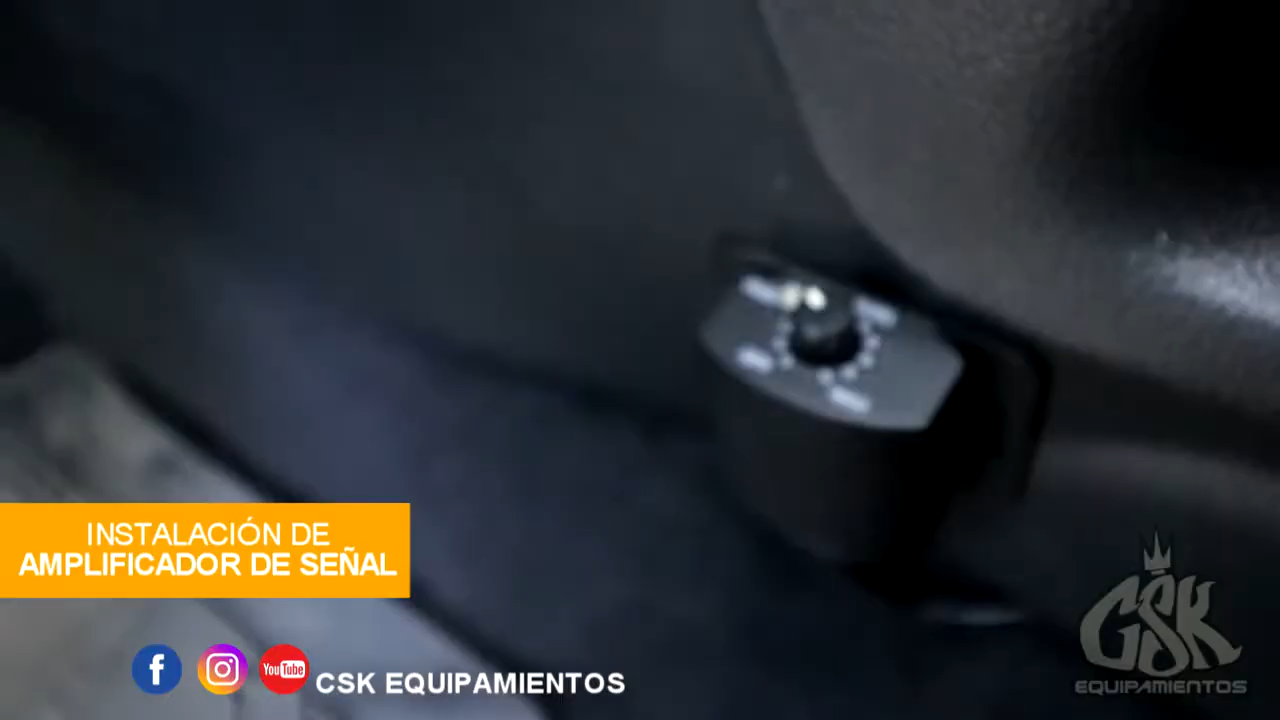 INSTALACIÓN DE
AMPLIFICADOR DE SEÑAL
YouTube
CSK EQUIPAMIENTOS
CSK
EQUIPAMIENTOS